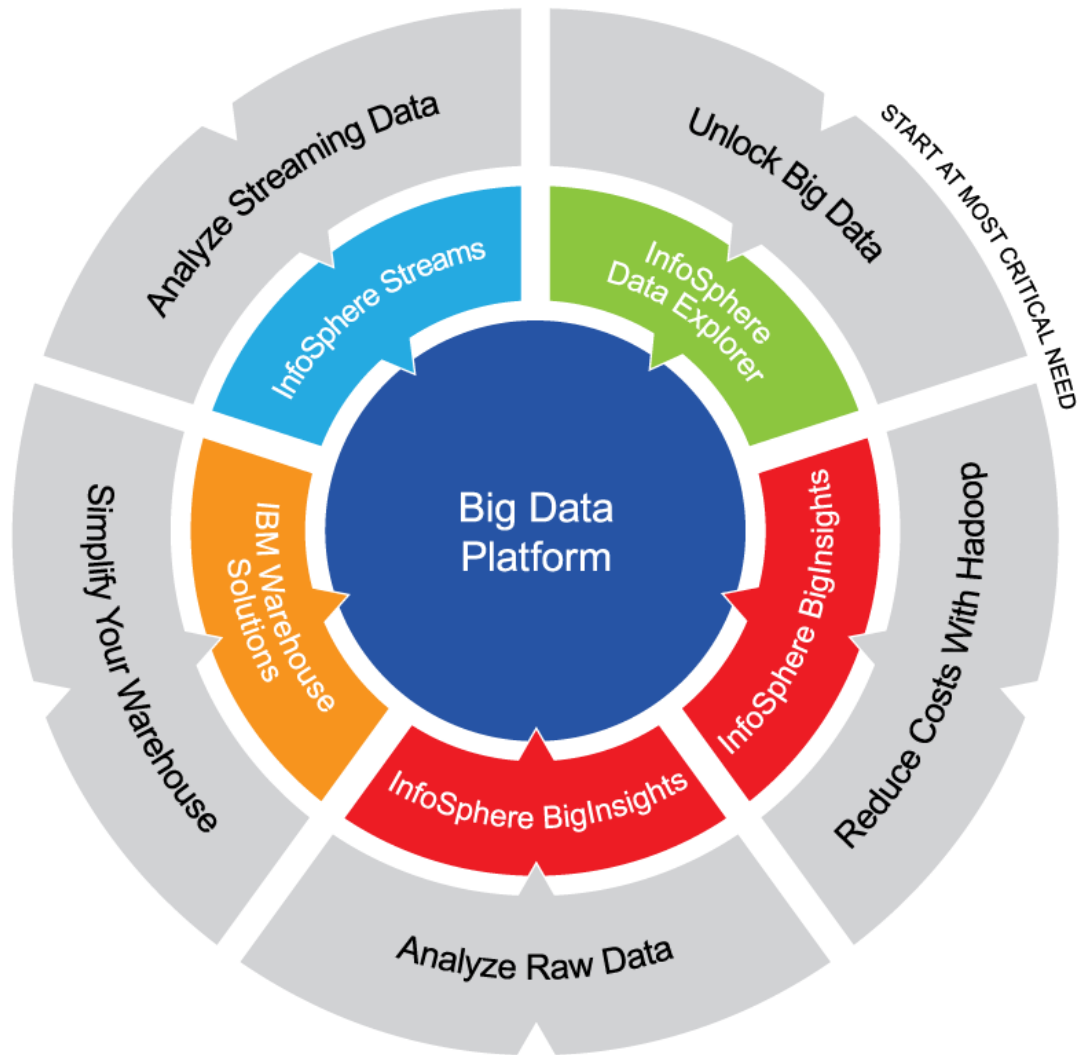 START AT MOST CRITICAL NEED
Unlock Big Data
InfoSphere
Data Explorer
Reduce Costs With Hadoop
InfoSphere BigInsights
Analyze Raw Data
InfoSphere BigInsights
Simplify Your Warehouse
IBM Warehouse
Solutions
Analyze Streaming Data
InfoSphere Streams
Big Data
Platform